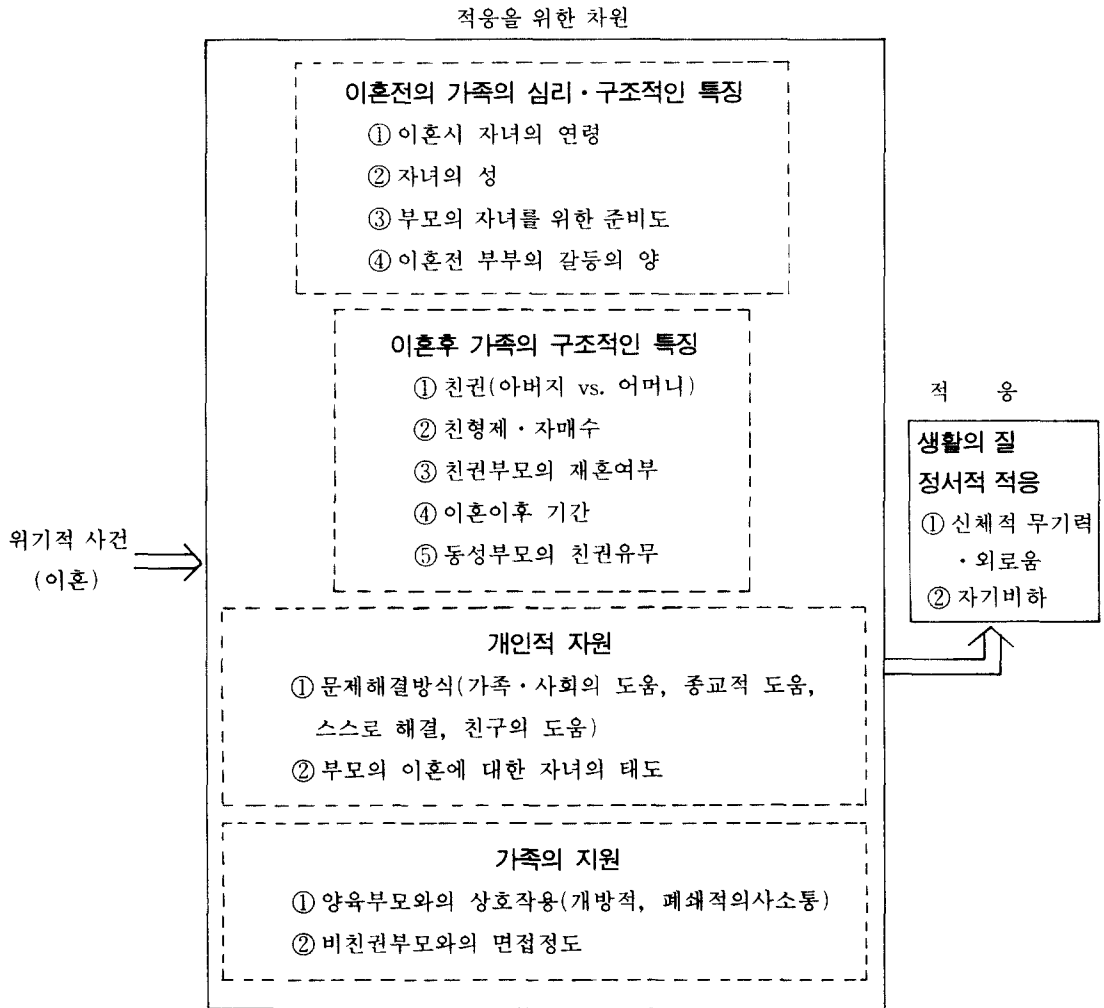 적응을 위한 차원
이혼전의 가족의 심리・구조적인 특징
① 이혼시 자녀의 연령
② 자녀의 성
③ 부모의 자녀를 위한 준비도
④ 이혼전 부부의 갈등의 양
이혼후 가족의 구조적인 특징
① 친권(아버지 vs. 어머니)
② 친형제・자매수
③ 친권부모의 재혼여부
④ 이혼이후 기간
⑤ 동성부모의 친권유무
위기적 사건
(이혼)
개인적 자원
① 문제해결방식(가족・사회의 도움, 종교적 도움,
스스로 해결, 친구의 도움)
② 부모의 이혼에 대한 자녀의 태도
가족의 지원
① 양육부모와의 상호작용(개방적, 폐쇄적의사소통)
② 비친권부모와의 면접정도
적 응
생활의 질
정서적 적응
① 신체적 무기력
・외로움
② 자기비하